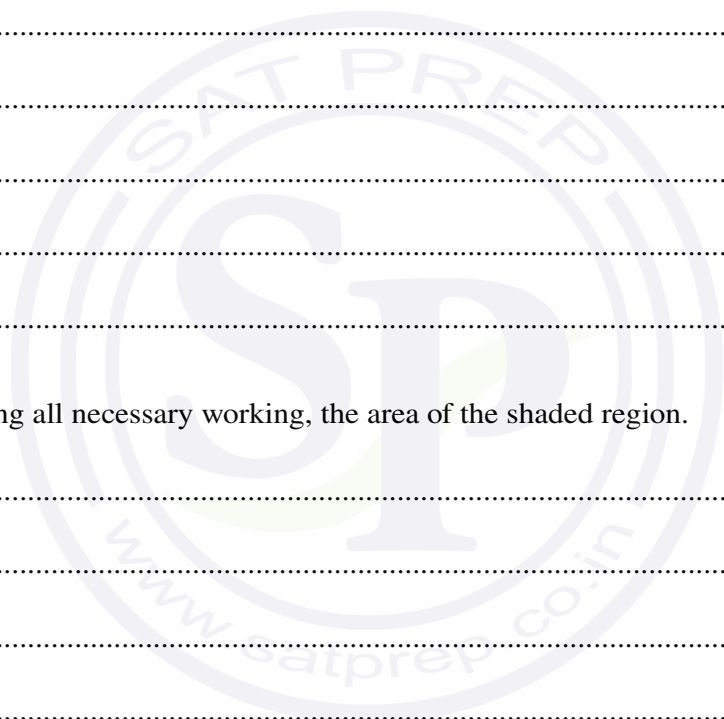 SAT PREP
SP
ng all necessary working, the area of the shaded region.
www.satprep.co.in